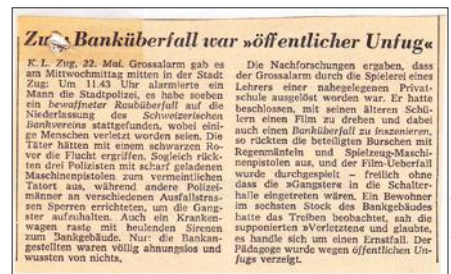 Zu Banküberfall war »öffentlicher Unfug«
K. L. Zug, 22. Mai. Grossalarm gab es
am Mittwochmittag mitten in der Stadt
Zug: Um 11.43 Uhr alarmierte ein
Mann die Stadtpolizei, es habe soeben
ein bewaffneter Raubüberfall auf die
Niederlassung des Schweizerischen
Bankvereins stattgefunden, wobei eini-
ge Menschen verletzt worden seien. Die
Täter hätten mit einem schwarzen Ro-
ver die Flucht ergriffen. Sogleich rück-
ten drei Polizisten mit scharf geladenen
Maschinenpistolen zum vermeintlichen
Tatort aus, während andere Polizei-
männer an verschiedenen Ausfallstras-
sen Sperren errichteten, um die Gang-
ster aufzuhalten. Auch ein Kranken-
wagen raste mit heulenden Sirenen
zum Bankgebäude. Nur: die Bankan-
gestellten waren völlig ahnungslos und
wussten von nichts.
Die Nachforschungen ergaben, dass
der Grossalarm durch die Spielerei eines
Lehrers einer nahegelegenen Privat-
schule ausgelöst worden war. Er hatte
beschlossen, mit seinen älteren Schü-
lern einen Film zu drehen und dabei
auch einen Banküberfall zu inszenieren,
so rückten die beteiligten Burschen mit
Regenmänteln und Spielzeug-Maschi-
nenpistolen aus, und der Film-Ueberfall
wurde durchgespielt – freilich ohne
dass die »Gangster« in die Schalter-
halle eingetreten wären. Ein Bewohner
im sechsten Stock des Bankgebäudes
hatte das Treiben beobachtet, sah die
supponierten »Verletzten« und glaubte,
es handle sich um einen Ernstfall. Der
Pädagoge wurde wegen öffentlichen Un-
fugs verzeigt.